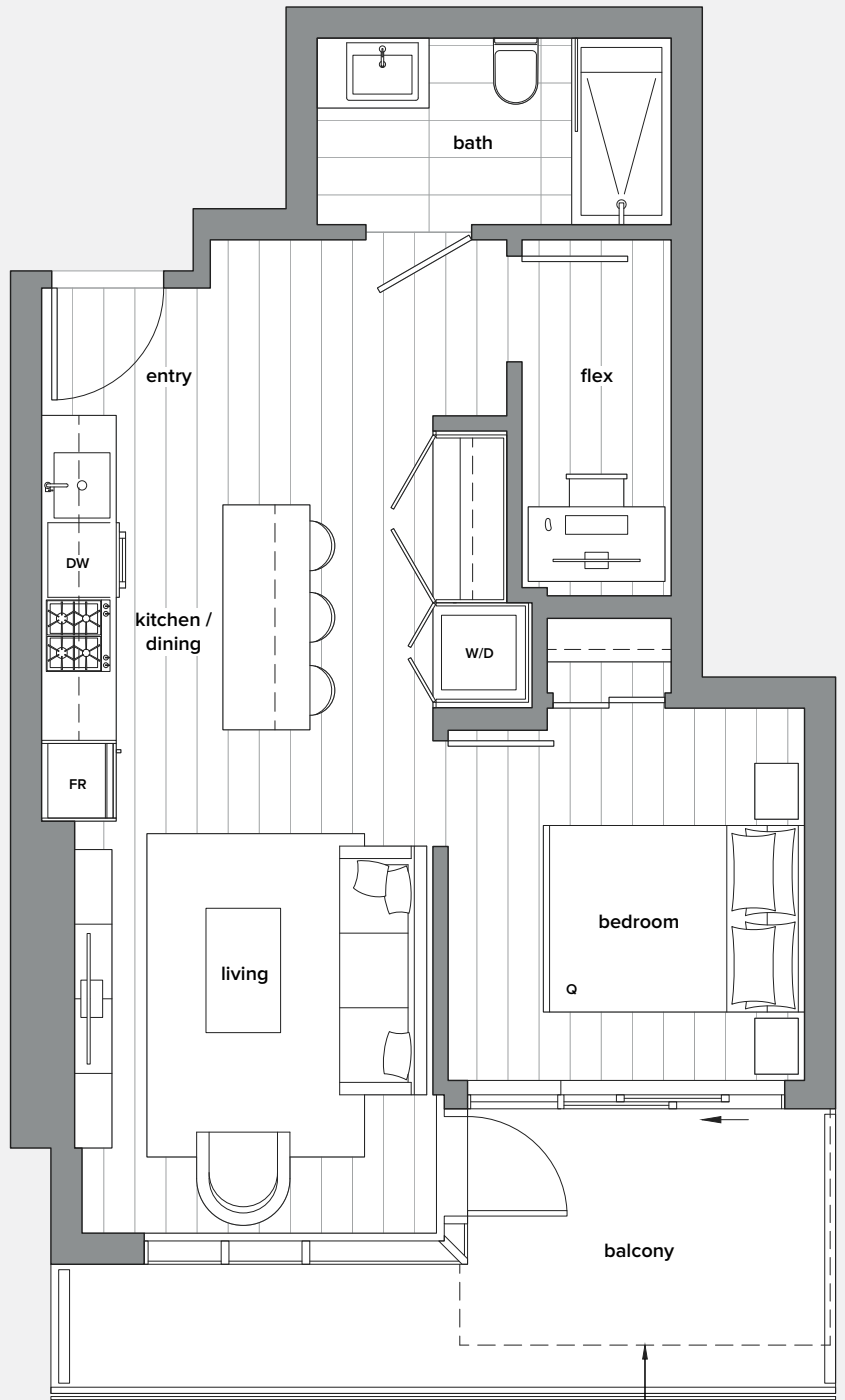 bath
entry
flex
DW
kitchen /
dining
W/D
FR
bedroom
living
Q
balcony